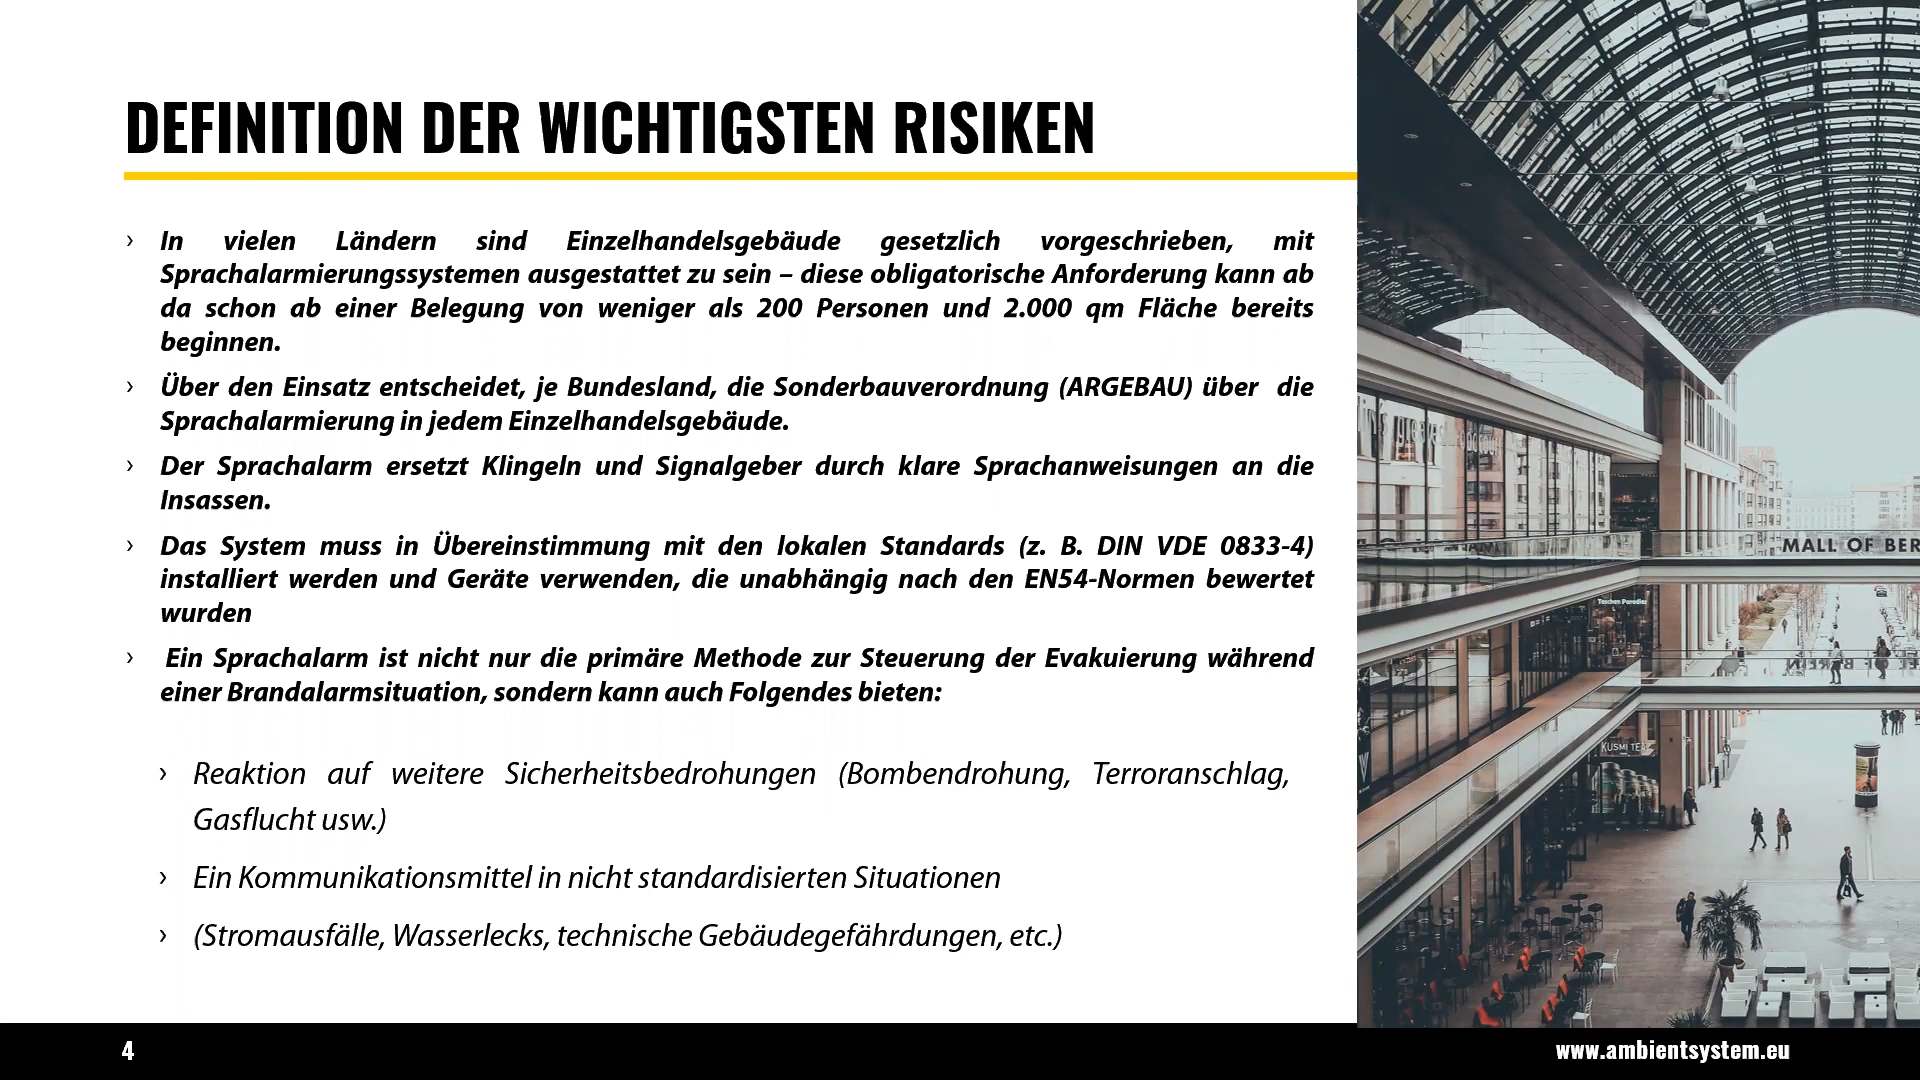 DEFINITION DER WICHTIGSTEN RISIKEN
› In vielen Ländern sind Einzelhandelsgebäude gesetzlich vorgeschrieben, mit
Sprachalarmierungssystemen ausgestattet zu sein – diese obligatorische Anforderung kann ab
da schon ab einer Belegung von weniger als 200 Personen und 2.000 qm Fläche bereits
beginnen.
› Über den Einsatz entscheidet, je Bundesland, die Sonderbauverordnung (ARGEBAU) über die
Sprachalarmierung in jedem Einzelhandelsgebäude.
› Der Sprachalarm ersetzt Klingeln und Signalgeber durch klare Sprachanweisungen an die
Insassen.
› Das System muss in Übereinstimmung mit den lokalen Standards (z. B. DIN VDE 0833-4)
installiert werden und Geräte verwenden, die unabhängig nach den EN54-Normen bewertet
wurden
› Ein Sprachalarm ist nicht nur die primäre Methode zur Steuerung der Evakuierung während
einer Brandalarmsituation, sondern kann auch Folgendes bieten:
› Reaktion auf weitere Sicherheitsbedrohungen (Bombendrohung, Terroranschlag,
Gasflucht usw.)
› Ein Kommunikationsmittel in nicht standardisierten Situationen
› (Stromausfälle, Wasserlecks, technische Gebäudegefährdungen, etc.)
MALL OF BER
KUSMI TEA
4
www.ambientsystem.eu